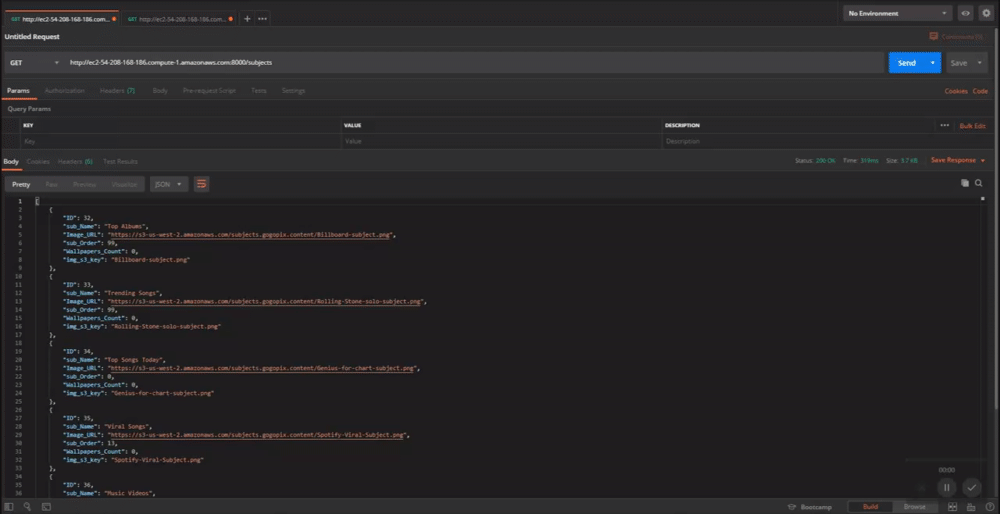 GET http://ec2-54-208-168-186.com... GET http://ec2-54-208-168-186.com...
No Environment
Untitled Request
Comments (0)
GET http://ec2-54-208-168-186.compute-1.amazonaws.com:8000/subjects Send Save
Params Authorization Headers (7) Body Pre-request Script Tests Settings Cookies Code
Query Params
KEY VALUE DESCRIPTION Bulk Edit
Key Value Description
Body Cookies Headers (6) Test Results Status: 200 OK Time: 319ms Size: 3.7 KB Save Response
Pretty Raw Preview Visualize JSON
1 [
2 {
3 "ID": 32,
4 "sub_Name": "Top Albums",
5 "Image_URL": "https://s3-us-west-2.amazonaws.com/subjects.gogopix.content/Billboard-subject.png",
6 "sub_Order": 99,
7 "Wallpapers_Count": 0,
8 "img_s3_key": "Billboard-subject.png"
9 },
10 {
11 "ID": 33,
12 "sub_Name": "Trending Songs",
13 "Image_URL": "https://s3-us-west-2.amazonaws.com/subjects.gogopix.content/Rolling-Stone-solo-subject.png",
14 "sub_Order": 99,
15 "Wallpapers_Count": 0,
16 "img_s3_key": "Rolling-Stone-solo-subject.png"
17 },
18 {
19 "ID": 34,
20 "sub_Name": "Top Songs Today",
21 "Image_URL": "https://s3-us-west-2.amazonaws.com/subjects.gogopix.content/Genius-for-chart-subject.png",
22 "sub_Order": 0,
23 "Wallpapers_Count": 0,
24 "img_s3_key": "Genius-for-chart-subject.png"
25 },
26 {
27 "ID": 35,
28 "sub_Name": "Viral Songs",
29 "Image_URL": "https://s3-us-west-2.amazonaws.com/subjects.gogopix.content/Spotify-Viral-Subject.png",
30 "sub_Order": 13,
31 "Wallpapers_Count": 0,
32 "img_s3_key": "Spotify-Viral-Subject.png"
33 },
34 {
35 "ID": 36,
36 "sub_Name": "Music Videos",
00:00
Bootcamp Build Browse